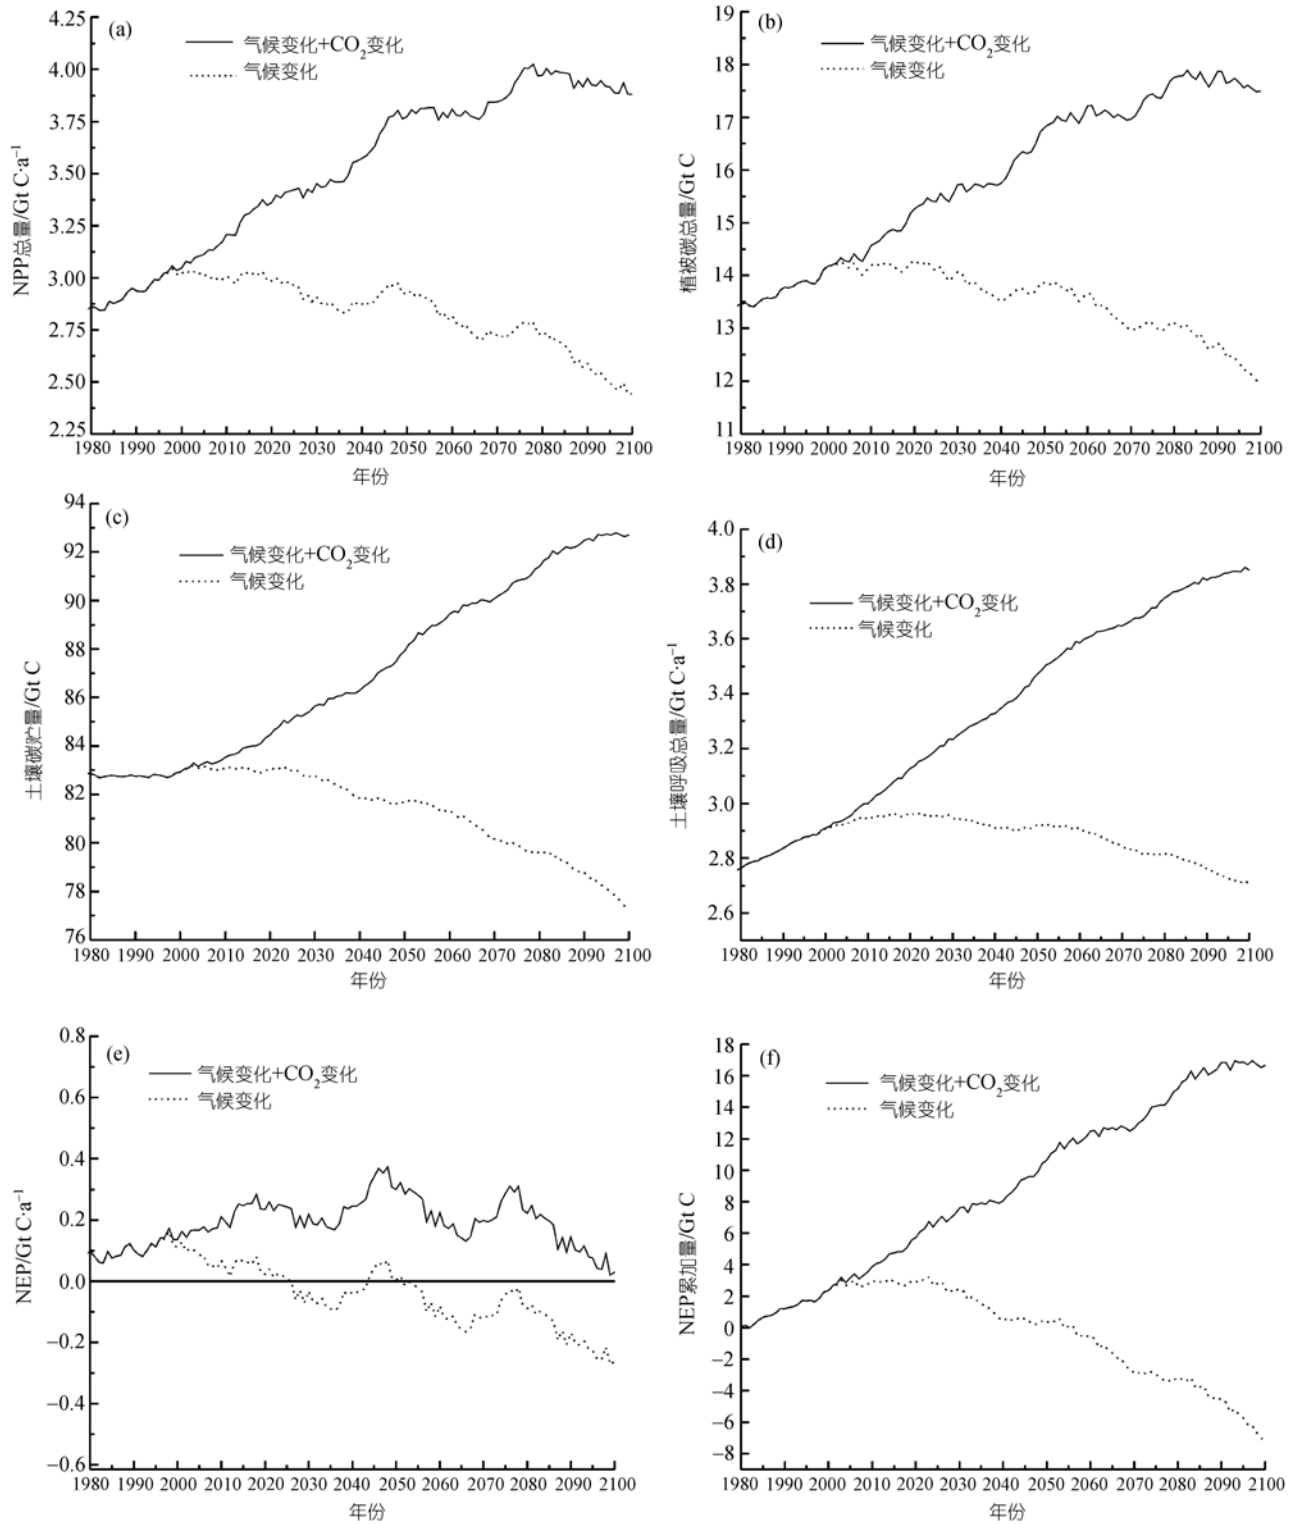 (a)
气候变化+CO₂变化
气候变化
NPP总量/Gt C·a⁻¹
4.25
4.00
3.75
3.50
3.25
3.00
2.75
2.50
2.25
1980 1990 2000 2010 2020 2030 2040 2050 2060 2070 2080 2090 2100
年份
(b)
气候变化+CO₂变化
气候变化
植被碳总量/Gt C
19
18
17
16
15
14
13
12
11
1980 1990 2000 2010 2020 2030 2040 2050 2060 2070 2080 2090 2100
年份
(c)
气候变化+CO₂变化
气候变化
土壤碳贮量/Gt C
94
92
90
88
86
84
82
80
78
76
1980 1990 2000 2010 2020 2030 2040 2050 2060 2070 2080 2090 2100
年份
(d)
气候变化+CO₂变化
气候变化
土壤呼吸总量/Gt C·a⁻¹
4.0
3.8
3.6
3.4
3.2
3.0
2.8
2.6
1980 1990 2000 2010 2020 2030 2040 2050 2060 2070 2080 2090 2100
年份
(e)
气候变化+CO₂变化
气候变化
NEP/Gt C·a⁻¹
0.8
0.6
0.4
0.2
0.0
−0.2
−0.4
−0.6
1980 1990 2000 2010 2020 2030 2040 2050 2060 2070 2080 2090 2100
年份
(f)
气候变化+CO₂变化
气候变化
NEP累加量/Gt C
18
16
14
12
10
8
6
4
2
0
−2
−4
−6
−8
1980 1990 2000 2010 2020 2030 2040 2050 2060 2070 2080 2090 2100
年份